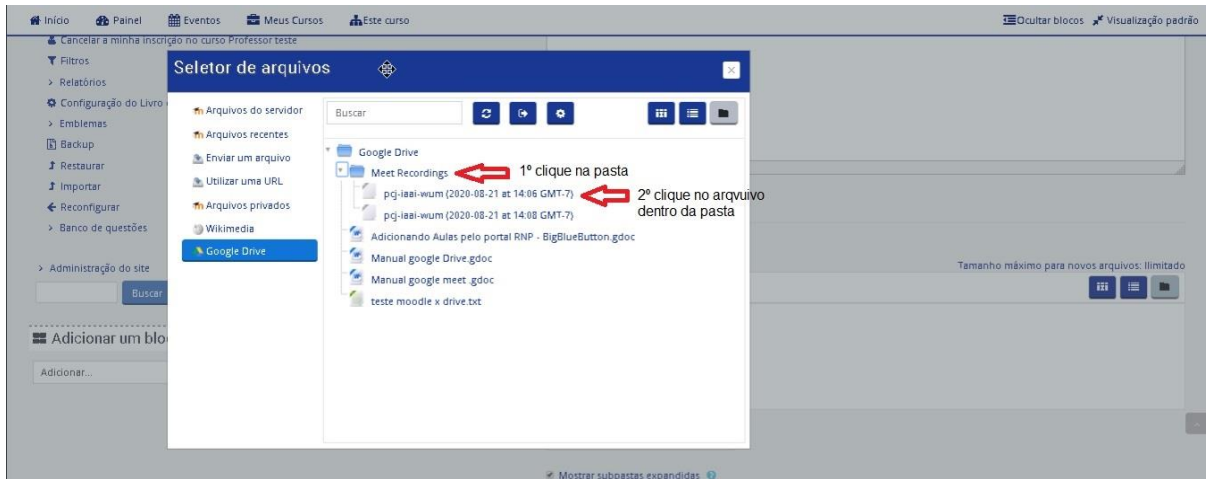 Início Painel Eventos Meus Cursos Este curso Ocultar blocos Visualização padrão
Cancelar a minha inscrição no curso Professor teste
Filtros
Relatórios
Configuração do Livro
Emblemas
Backup
Restaurar
Importar
Reconfigurar
Banco de questões
Administração do site
Buscar
Adicionar um blo
Adicionar...
Seletor de arquivos
Arquivos do servidor
Arquivos recentes
Enviar um arquivo
Utilizar uma URL
Arquivos privados
Wikimedia
Google Drive
Buscar
Google Drive
Meet Recordings 1º clique na pasta
pcj-iaai-wum (2020-08-21 at 14:06 GMT-7) 2º clique no arqvuivo
dentro da pasta
pcj-iaai-wum (2020-08-21 at 14:08 GMT-7)
Adicionando Aulas pelo portal RNP - BigBlueButton.gdoc
Manual google Drive.gdoc
Manual google meet .gdoc
teste moodle x drive.txt
Tamanho máximo para novos arquivos: Ilimitado
Mostrar subpastas expandidas